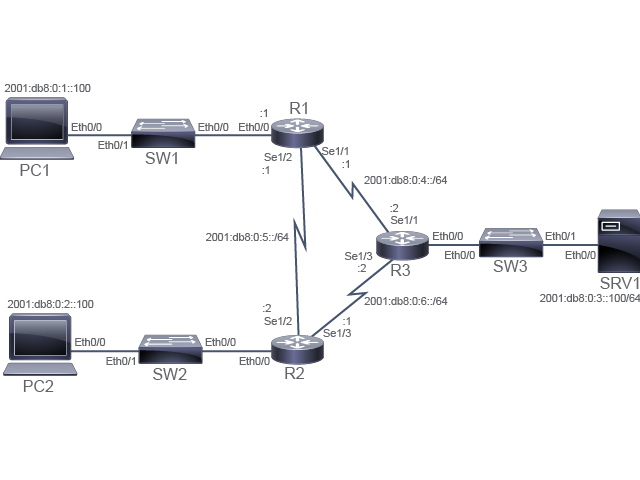 2001:db8:0:1::100
Eth0/0
Eth0/1
PC1
SW1
Eth0/0
Eth0/0
:1
R1
Se1/2
:1
Se1/1
:1
2001:db8:0:4::/64
:2
Se1/1
2001:db8:0:5::/64
Se1/3
:2
R3
Eth0/0
Eth0/0
SW3
Eth0/1
Eth0/0
SRV1
2001:db8:0:3::100/64
2001:db8:0:6::/64
:2
Se1/2
:1
Se1/3
R2
2001:db8:0:2::100
Eth0/0
Eth0/1
PC2
SW2
Eth0/0
Eth0/0